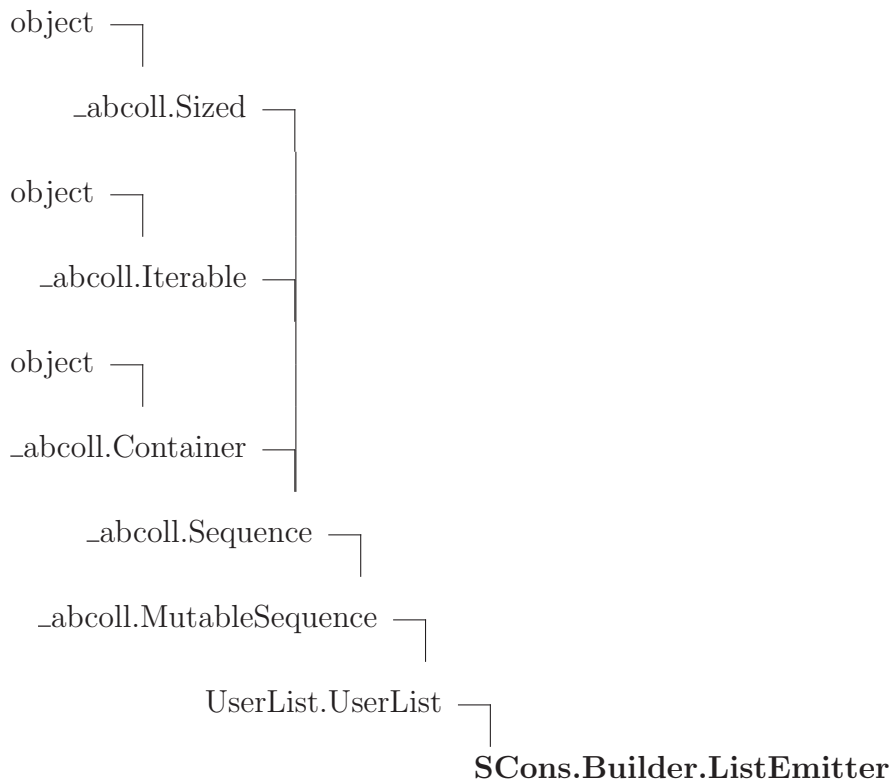 object
_abcoll.Sized
object
_abcoll.Iterable
object
_abcoll.Container
_abcoll.Sequence
_abcoll.MutableSequence
UserList.UserList
SCons.Builder.ListEmitter